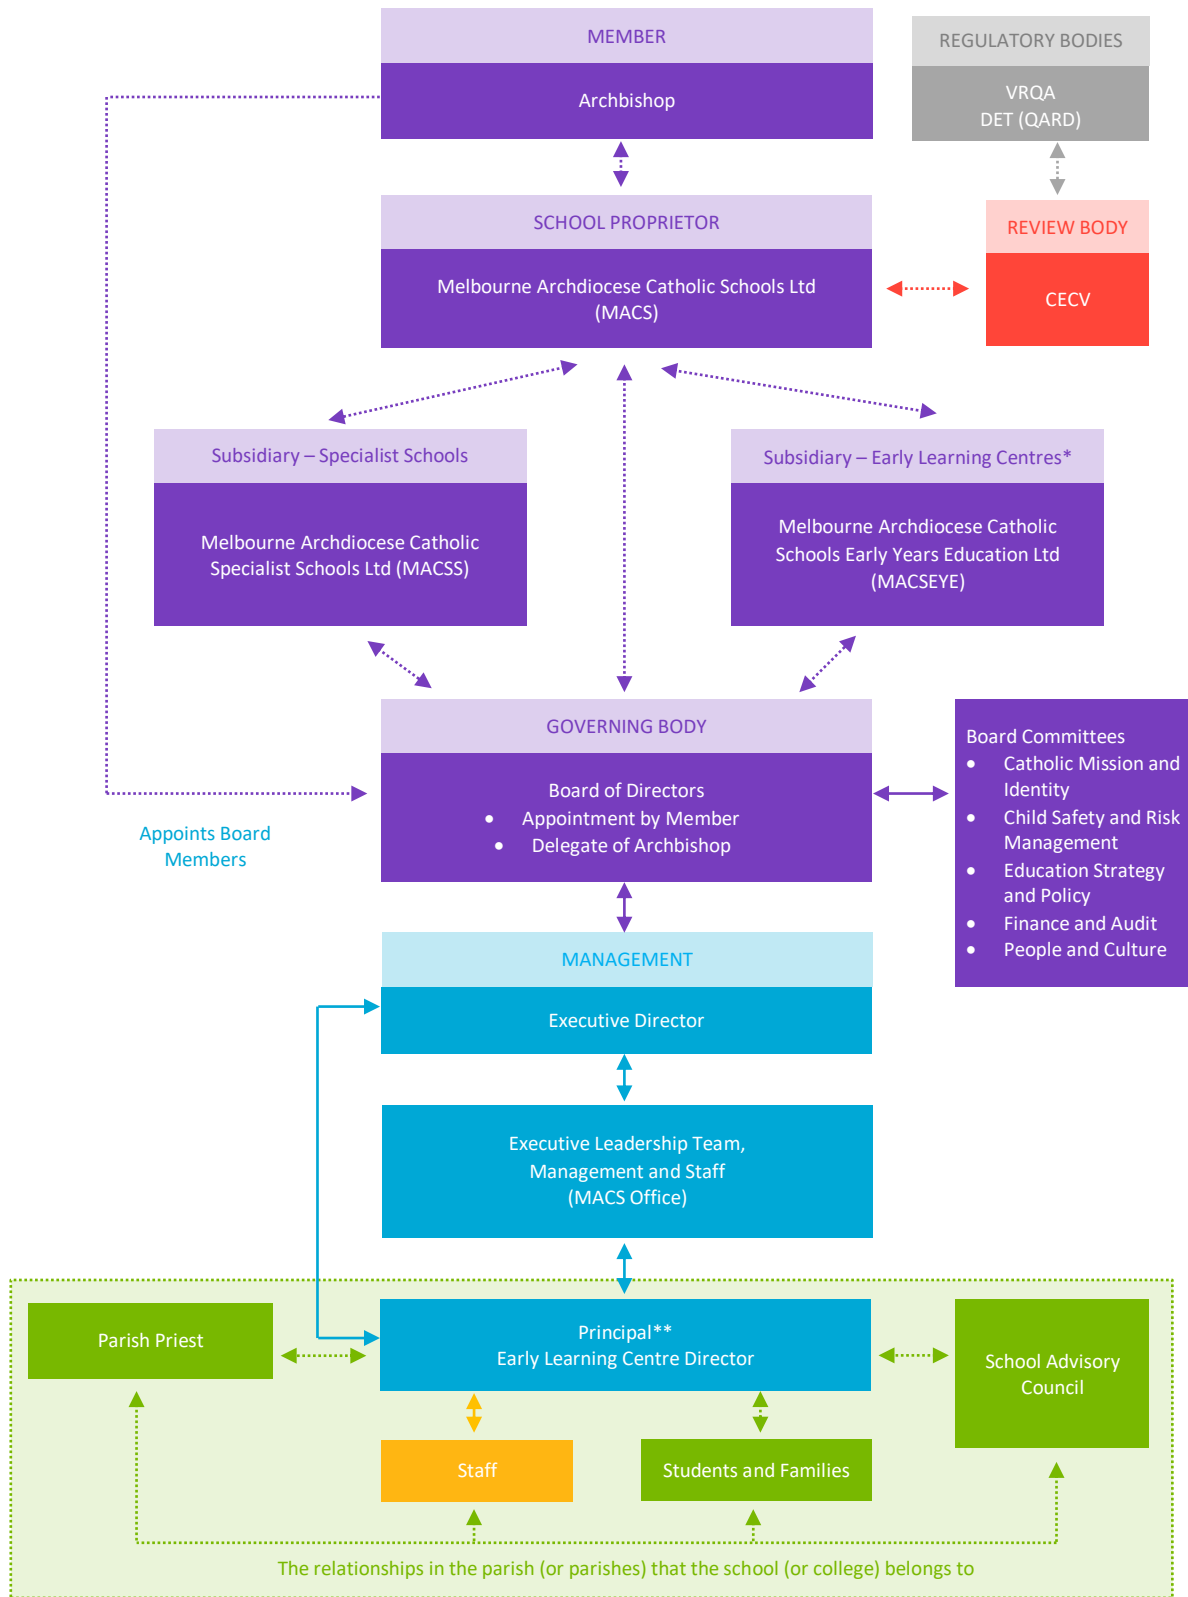 MEMBER
Archbishop
REGULATORY BODIES
VRQA
DET (QARD)
SCHOOL PROPRIETOR
Melbourne Archdiocese Catholic Schools Ltd
(MACS)
REVIEW BODY
CECV
Subsidiary – Specialist Schools
Melbourne Archdiocese Catholic
Specialist Schools Ltd (MACSS)
Subsidiary – Early Learning Centres*
Melbourne Archdiocese Catholic
Schools Early Years Education Ltd
(MACSEYE)
GOVERNING BODY
Board of Directors
• Appointment by Member
• Delegate of Archbishop
Appoints Board
Members
Board Committees
• Catholic Mission and
Identity
• Child Safety and Risk
Management
• Education Strategy
and Policy
• Finance and Audit
• People and Culture
MANAGEMENT
Executive Director
Executive Leadership Team,
Management and Staff
(MACS Office)
Parish Priest
Principal**
Early Learning Centre Director
School Advisory
Council
Staff
Students and Families
The relationships in the parish (or parishes) that the school (or college) belongs to